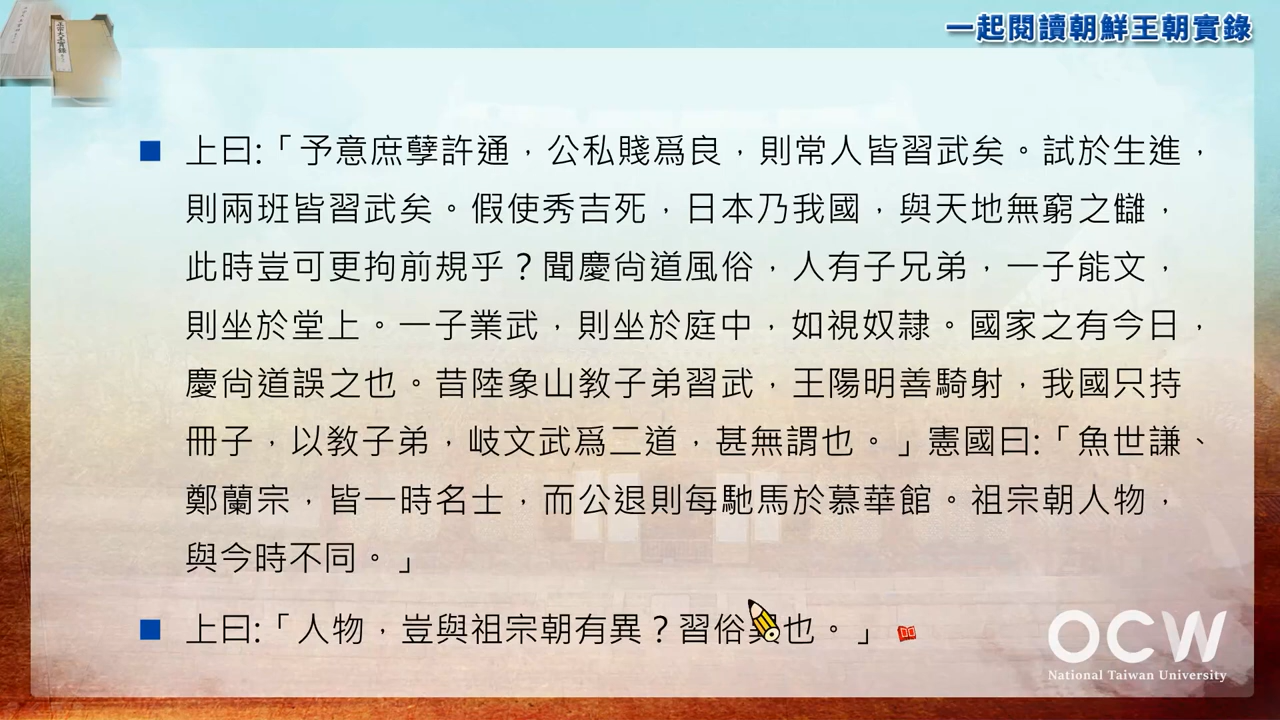 一起閱讀朝鮮王朝實錄
上曰:「予意庶孽許通，公私賤爲良，則常人皆習武矣。試於生進，
則兩班皆習武矣。假使秀吉死，日本乃我國，與天地無窮之讎，
此時豈可更拘前規乎？聞慶尙道風俗，人有子兄弟，一子能文，
則坐於堂上。一子業武，則坐於庭中，如視奴隷。國家之有今日，
慶尙道誤之也。昔陸象山敎子弟習武，王陽明善騎射，我國只持
冊子，以敎子弟，岐文武爲二道，甚無謂也。」憲國曰:「魚世謙、
鄭蘭宗，皆一時名士，而公退則每馳馬於慕華館。祖宗朝人物，
與今時不同。」
上曰:「人物，豈與祖宗朝有異？習俗異也。」
OCW
National Taiwan University